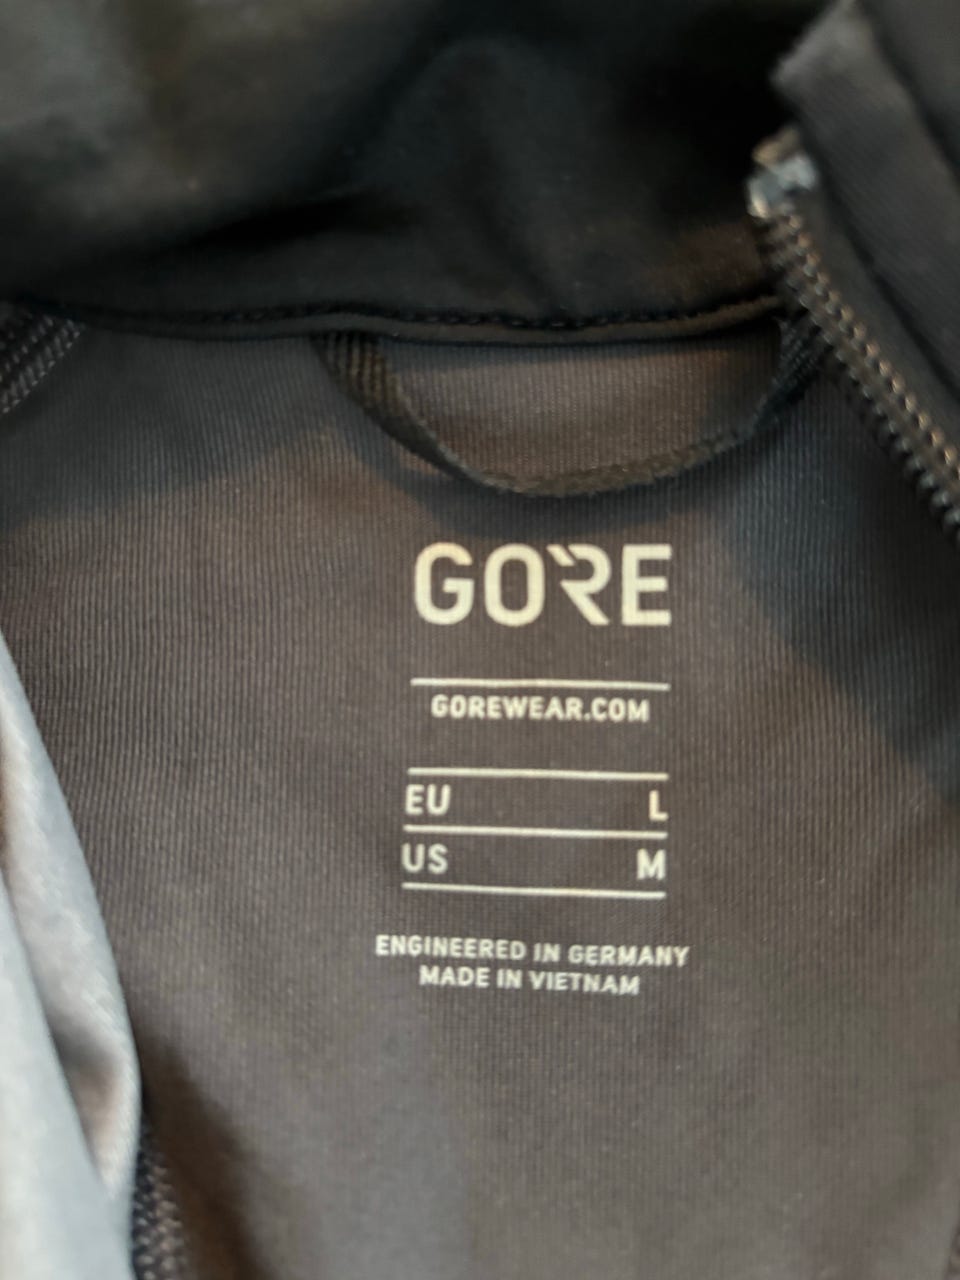 GORE
GOREWEAR.COM
EU L
US M
ENGINEERED IN GERMANY
MADE IN VIETNAM